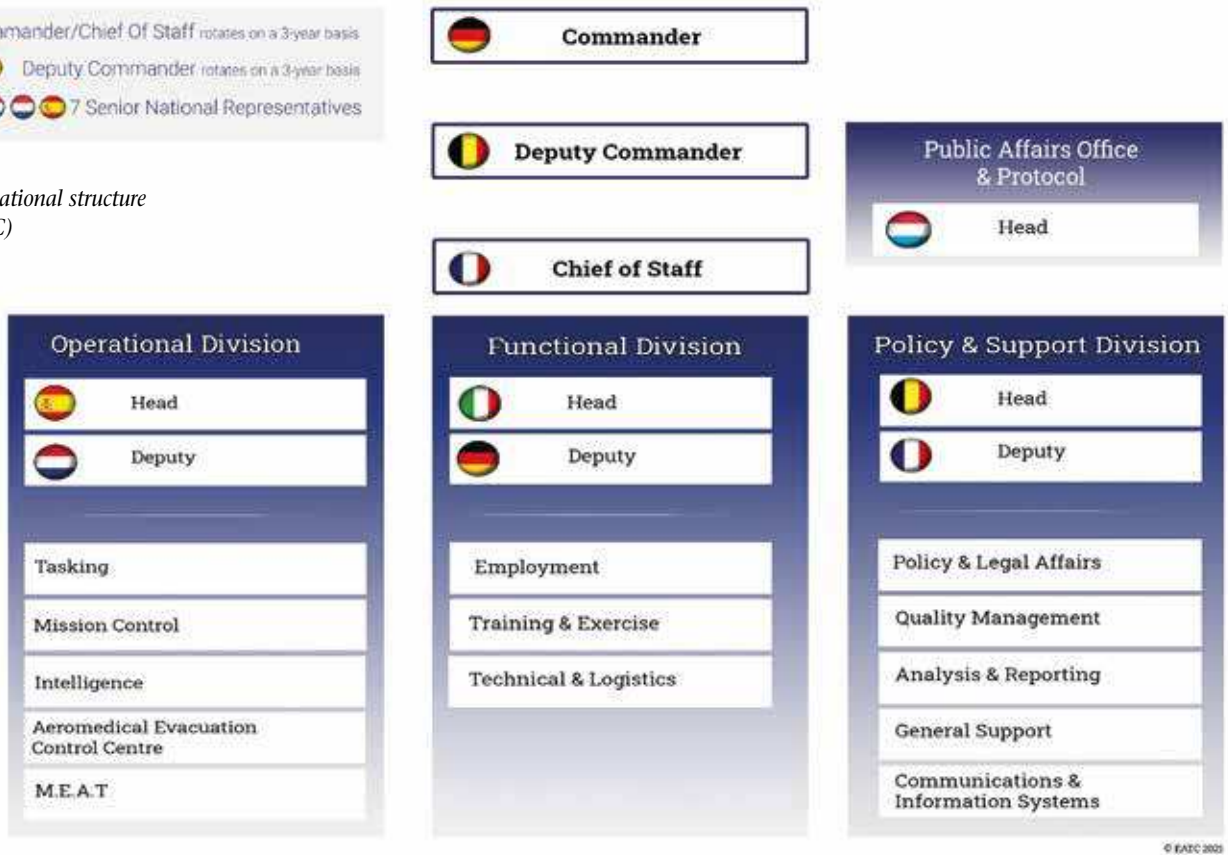 Commander
mander/Chief Of Staff rotates on a 3-year basis
Deputy Commander rotates on a 3-year basis
7 Senior National Representatives
Deputy Commander
Public Affairs Office
& Protocol
Head
ational structure
C)
Chief of Staff
Operational Division
Head
Deputy
Tasking
Mission Control
Intelligence
Aeromedical Evacuation
Control Centre
M.E.A.T
Functional Division
Head
Deputy
Employment
Training & Exercise
Technical & Logistics
Policy & Support Division
Head
Deputy
Policy & Legal Affairs
Quality Management
Analysis & Reporting
General Support
Communications &
Information Systems